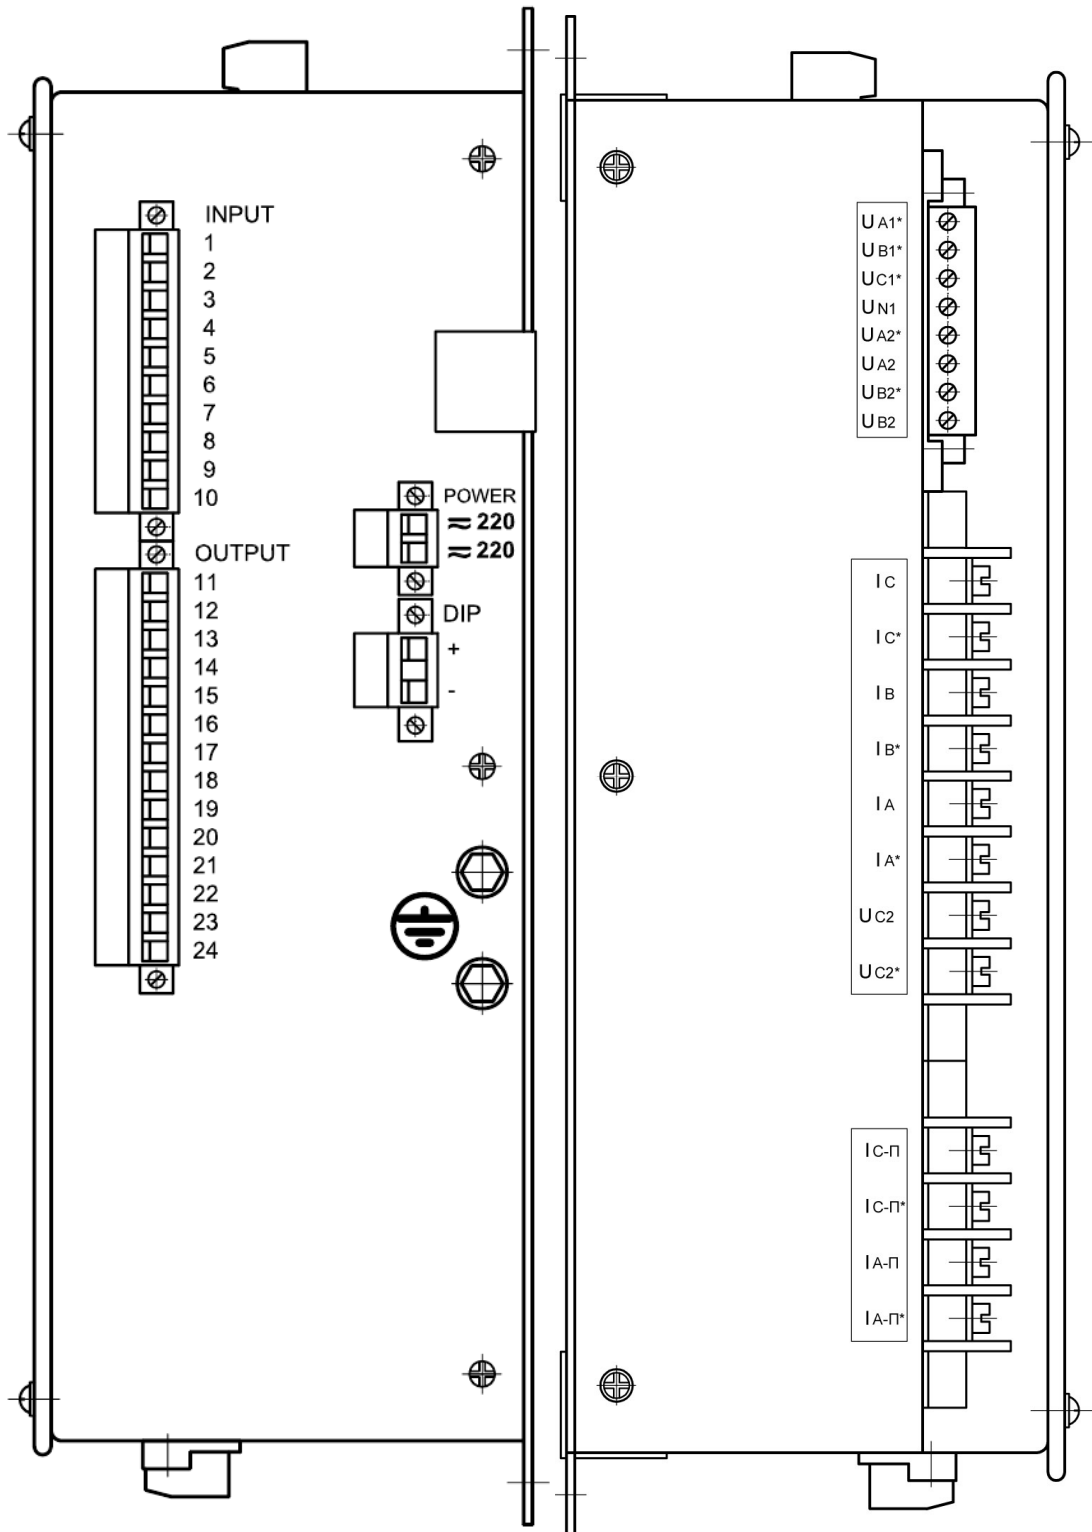 INPUT
1
2
3
4
5
6
7
8
9
10
OUTPUT
11
12
13
14
15
16
17
18
19
20
21
22
23
24
POWER
≂ 220
≂ 220
DIP
+
-
UA1*
UB1*
UC1*
UN1
UA2*
UA2
UB2*
UB2
IC
IC*
IB
IB*
IA
IA*
UC2
UC2*
IC-П
IC-П*
IA-П
IA-П*